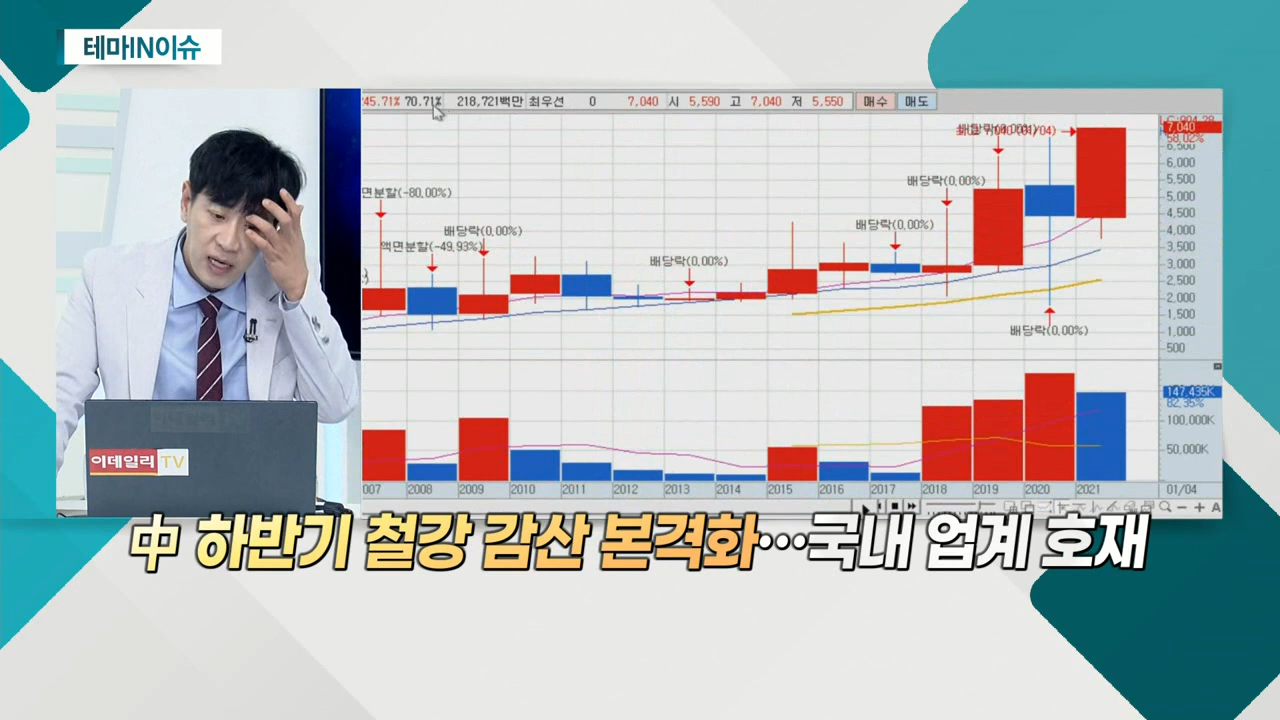 테마IN이슈
745.71% 70.71% 218,721백만 최우선 0 7,040 시 5,590 고 7,040 저 5,550 매수 매도
7,040
58.02%
6,500
6,000
5,500
5,000
4,500
4,000
3,500
3,000
2,500
2,000
1,500
1,000
500
면분할(-80.00%)
액면분할(-49.93%)
배당락(0.00%)
배당락(0.00%)
배당락(0.00%)
배당락(0.00%)
배당락(0.00%)
147,435K
82.35%
100,000K
50,000K
007 2008 2009 2010 2011 2012 2013 2014 2015 2016 2017 2018 2019 2020 2021 01/04
이데일리 TV
中 하반기 철강 감산 본격화…국내 업계 호재